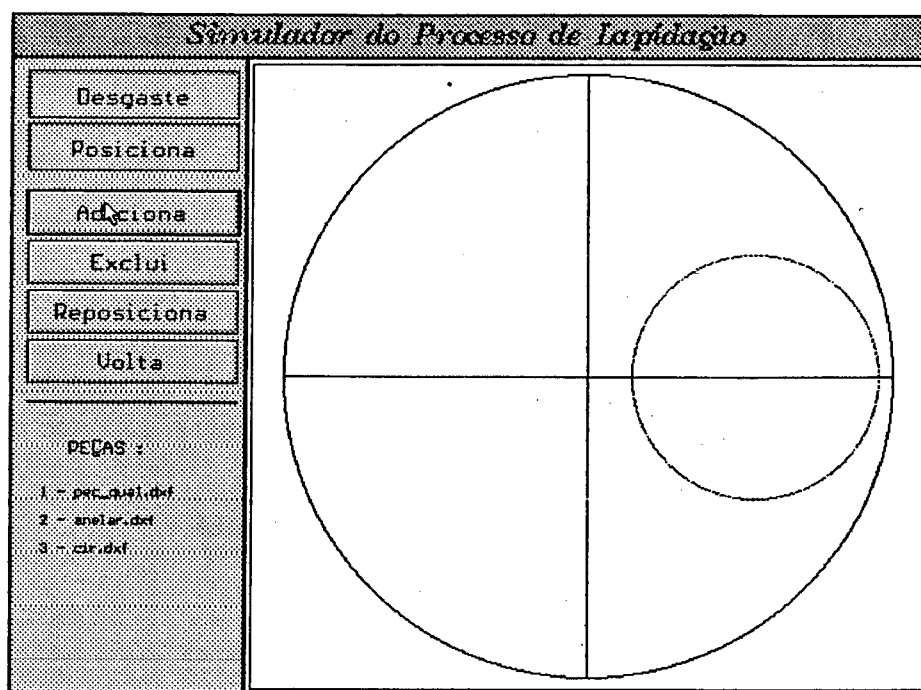 Simulador do Processo de Lapidação
Desgaste
Posiciona
Adiciona
Exclui
Reposiciona
Volta
PEÇAS :
1 - pec_qual.dxf
2 - anelar.dxf
3 - cir.dxf